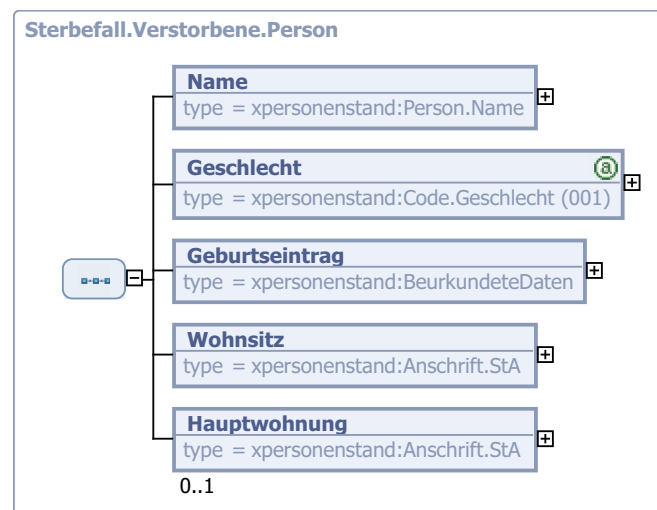 Sterbefall.Verstorbene.Person
Name
type = xpersonenstand:Person.Name
Geschlecht
type = xpersonenstand:Code.Geschlecht (001)
Geburtseintrag
type = xpersonenstand:BeurkundeteDaten
Wohnsitz
type = xpersonenstand:Anschrift.StA
Hauptwohnung
type = xpersonenstand:Anschrift.StA
0..1